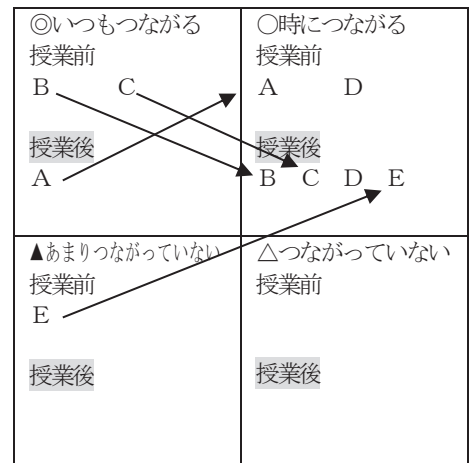 ◎いつもつながる
授業前
B C
授業後
A
○時につながる
授業前
A D
授業後
B C D E
▲あまりつながっていない
授業前
E
授業後
△つながっていない
授業前
授業後